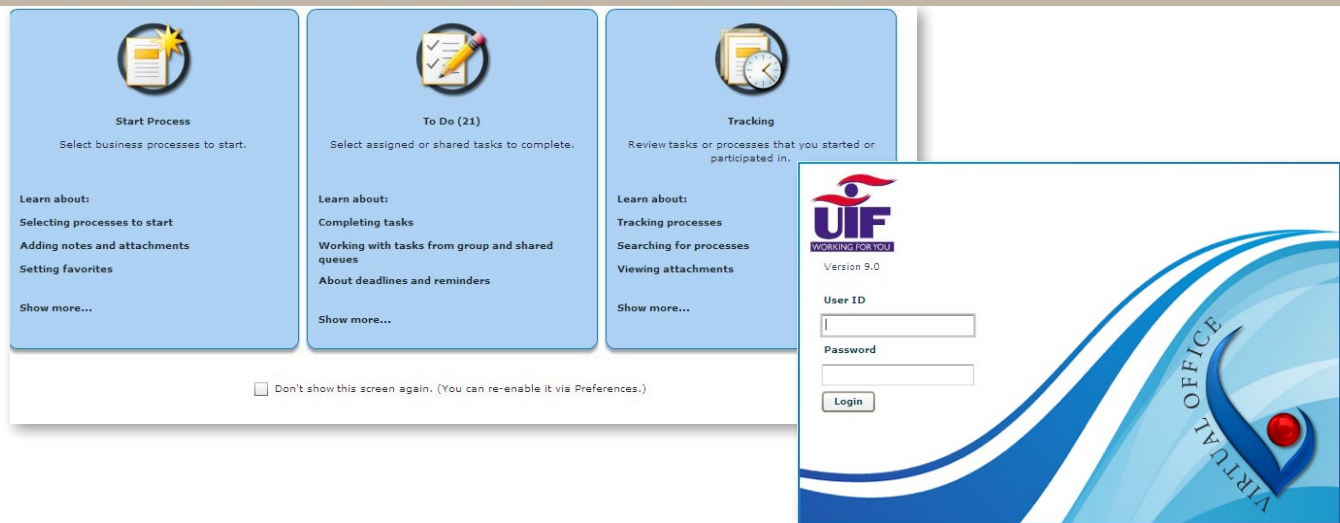 Start Process
Select business processes to start.
Learn about:
Selecting processes to start
Adding notes and attachments
Setting favorites
Show more...
To Do (21)
Select assigned or shared tasks to complete.
Learn about:
Completing tasks
Working with tasks from group and shared
queues
About deadlines and reminders
Show more...
Tracking
Review tasks or processes that you started or
participated in.
Learn about:
Tracking processes
Searching for processes
Viewing attachments
Show more...
Don't show this screen again. (You can re-enable it via Preferences.)
UIF
WORKING FOR YOU
Version 9.0
User ID
Password
Login
VIRTUAL OFFICE